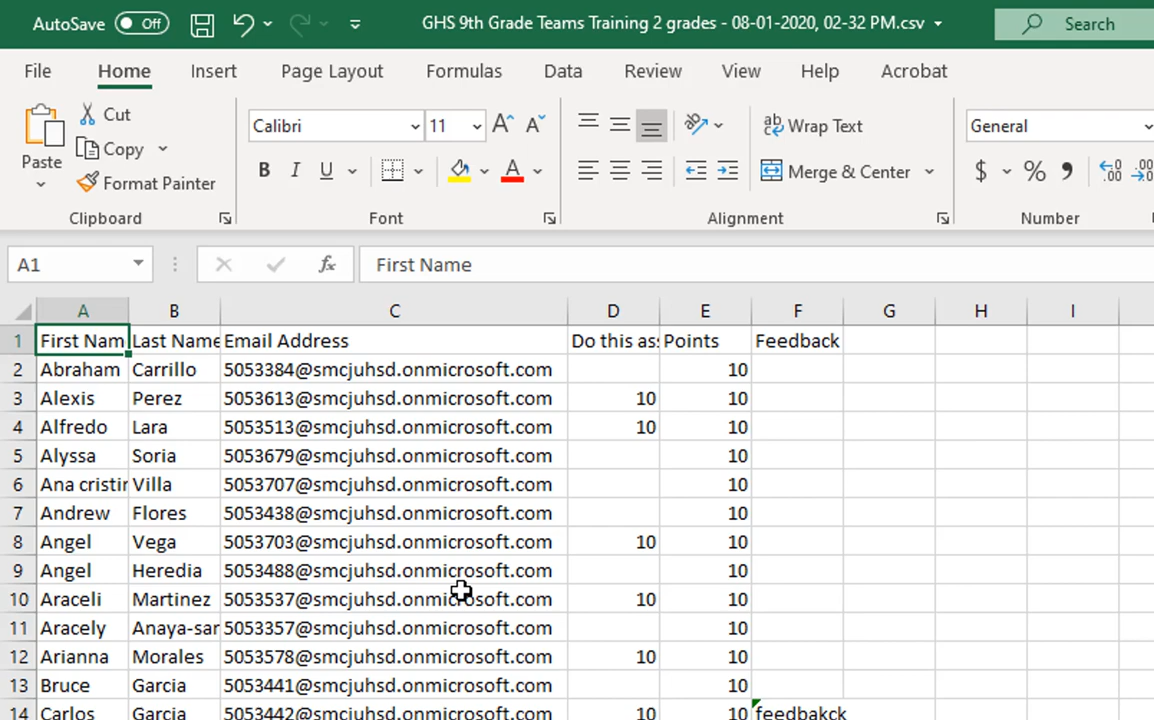 AutoSave Off GHS 9th Grade Teams Training 2 grades - 08-01-2020, 02-32 PM.csv Search
File Home Insert Page Layout Formulas Data Review View Help Acrobat
Paste Cut Calibri 11 Wrap Text General
Copy
Format Painter B I U Merge & Center $ %
Clipboard Font Alignment Number
A1 fx First Name
A B C D E F G H I
1 First Nam Last Name Email Address Do this ass Points Feedback
2 Abraham Carrillo 5053384@smcjuhsd.onmicrosoft.com 10
3 Alexis Perez 5053613@smcjuhsd.onmicrosoft.com 10 10
4 Alfredo Lara 5053513@smcjuhsd.onmicrosoft.com 10 10
5 Alyssa Soria 5053679@smcjuhsd.onmicrosoft.com 10
6 Ana cristin Villa 5053707@smcjuhsd.onmicrosoft.com 10
7 Andrew Flores 5053438@smcjuhsd.onmicrosoft.com 10
8 Angel Vega 5053703@smcjuhsd.onmicrosoft.com 10 10
9 Angel Heredia 5053488@smcjuhsd.onmicrosoft.com 10
10 Araceli Martinez 5053537@smcjuhsd.onmicrosoft.com 10 10
11 Aracely Anaya-san 5053357@smcjuhsd.onmicrosoft.com 10
12 Arianna Morales 5053578@smcjuhsd.onmicrosoft.com 10 10
13 Bruce Garcia 5053441@smcjuhsd.onmicrosoft.com 10
14 Carlos Garcia 5053442@smcjuhsd.onmicrosoft.com 10 10 feedbakck